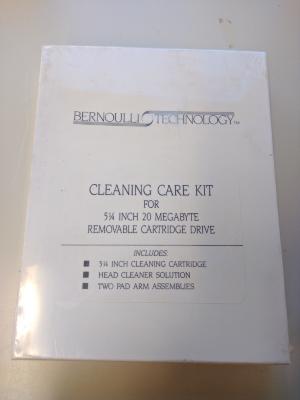 BERNOULLI TECHNOLOGY™
CLEANING CARE KIT
FOR
5¼ INCH 20 MEGABYTE
REMOVABLE CARTRIDGE DRIVE
INCLUDES:
■ 5¼ INCH CLEANING CARTRIDGE
■ HEAD CLEANER SOLUTION
■ TWO PAD ARM ASSEMBLIES